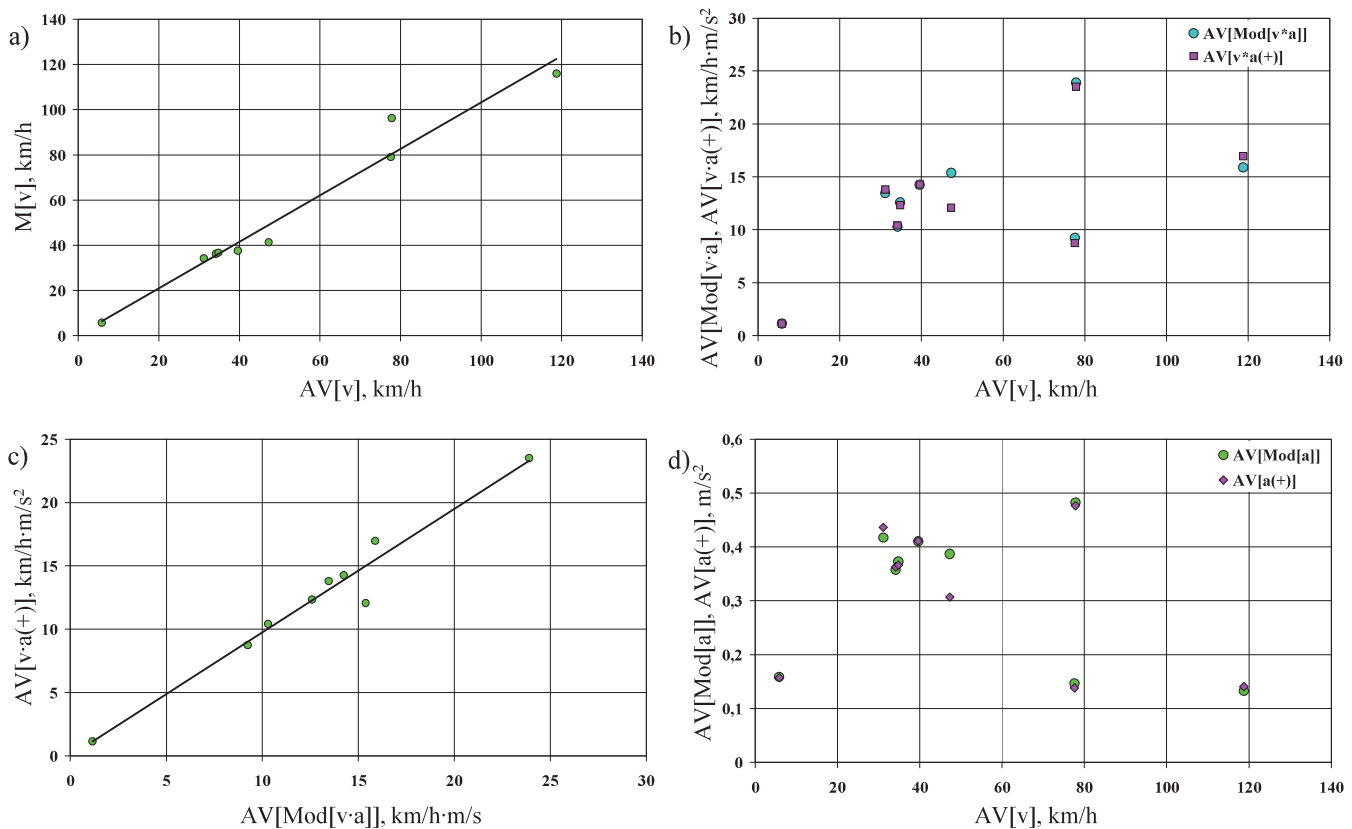 a)
M[v], km/h
140
120
100
80
60
40
20
0
0 20 40 60 80 100 120 140
AV[v], km/h
b)
AV[Mod[v·a], AV[v·a(+)], km/h·m/s²
30
25
20
15
10
5
0
AV[Mod[v*a]]
AV[v*a(+)]
0 20 40 60 80 100 120 140
AV[v], km/h
c)
AV[v·a(+)], km/h·m/s²
25
20
15
10
5
0
0 5 10 15 20 25 30
AV[Mod[v·a]], km/h·m/s
d)
AV[Mod[a]], AV[a(+)], m/s²
0,6
0,5
0,4
0,3
0,2
0,1
0
AV[Mod[a]]
AV[a(+)]
0 20 40 60 80 100 120 140
AV[v], km/h